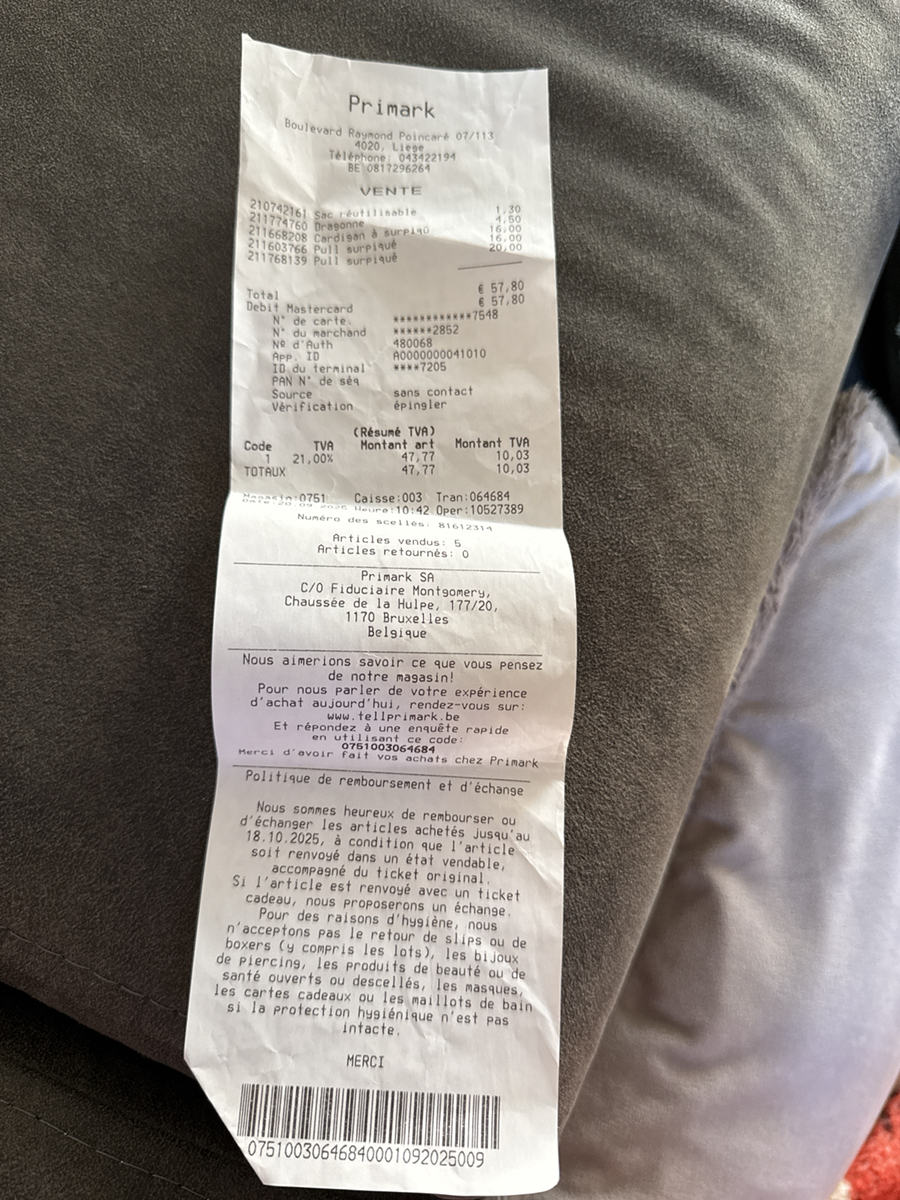 Primark
Boulevard Raymond Poincaré 07/113
4020, Liege
Téléphone: 043422194
BE 0817296264
VENTE
210742161 Sac réutilisable 1,30
211774760 Dragonne 4,50
211668208 Cardigan à surpiqû 16,00
211603766 Pull surpiqué 16,00
211768139 Pull surpiqué 20,00
Total € 57,80
Debit Mastercard € 57,80
N° de carte. ************7548
N° du marchand ******2852
Nº d'Auth 480068
App. ID A0000000041010
ID du terminal ****7205
PAN N° de séq
Source sans contact
Vérification épingler
(Résumé TVA)
Code TVA Montant art Montant TVA
1 21,00% 47,77 10,03
TOTAUX 47,77 10,03
Magasin:0751 Caisse:003 Tran:064684
Heure:10:42 Oper:10527389
Numéro des scellés: 81612314
Articles vendus: 5
Articles retournés: 0
Primark SA
C/O Fiduciaire Montgomery,
Chaussée de la Hulpe, 177/20,
1170 Bruxelles
Belgique
Nous aimerions savoir ce que vous pensez
de notre magasin!
Pour nous parler de votre expérience
d'achat aujourd'hui, rendez-vous sur:
www.tellprimark.be
Et répondez à une enquête rapide
en utilisant ce code:
0751003064684
Merci d'avoir fait vos achats chez Primark
Politique de remboursement et d'échange
Nous sommes heureux de rembourser ou
d'échanger les articles achetés jusqu'au
18.10.2025, à condition que l'article
soit renvoyé dans un état vendable,
accompagné du ticket original.
Si l'article est renvoyé avec un ticket
cadeau, nous proposerons un échange.
Pour des raisons d'hygiène, nous
n'acceptons pas le retour de slips ou de
boxers (y compris les lots), les bijoux
de piercing, les produits de beauté ou de
santé ouverts ou descellés, les masques,
les cartes cadeaux ou les maillots de bain
si la protection hygiénique n'est pas
intacte.
MERCI
07510030646840001092025009